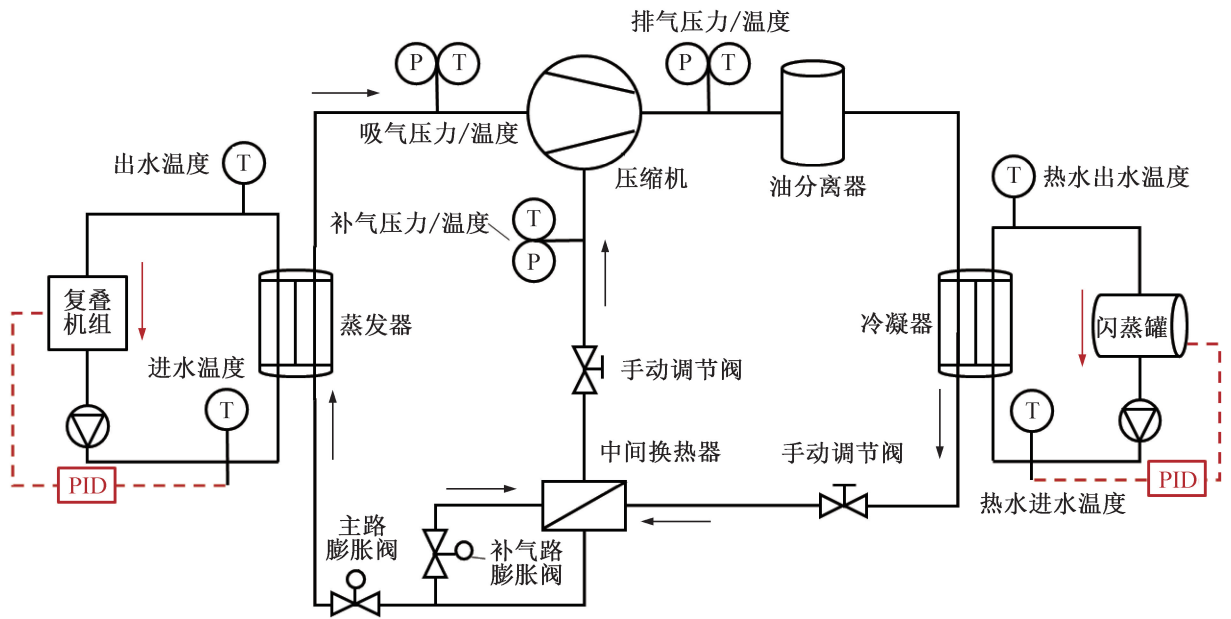 排气压力/温度
P T
P T
吸气压力/温度
压缩机
油分离器
出水温度
T
T
热水出水温度
补气压力/温度
T
P
复叠
机组
蒸发器
冷凝器
闪蒸罐
进水温度
T
手动调节阀
T
中间换热器
手动调节阀
PID
PID
热水进水温度
主路
膨胀阀
补气路
膨胀阀